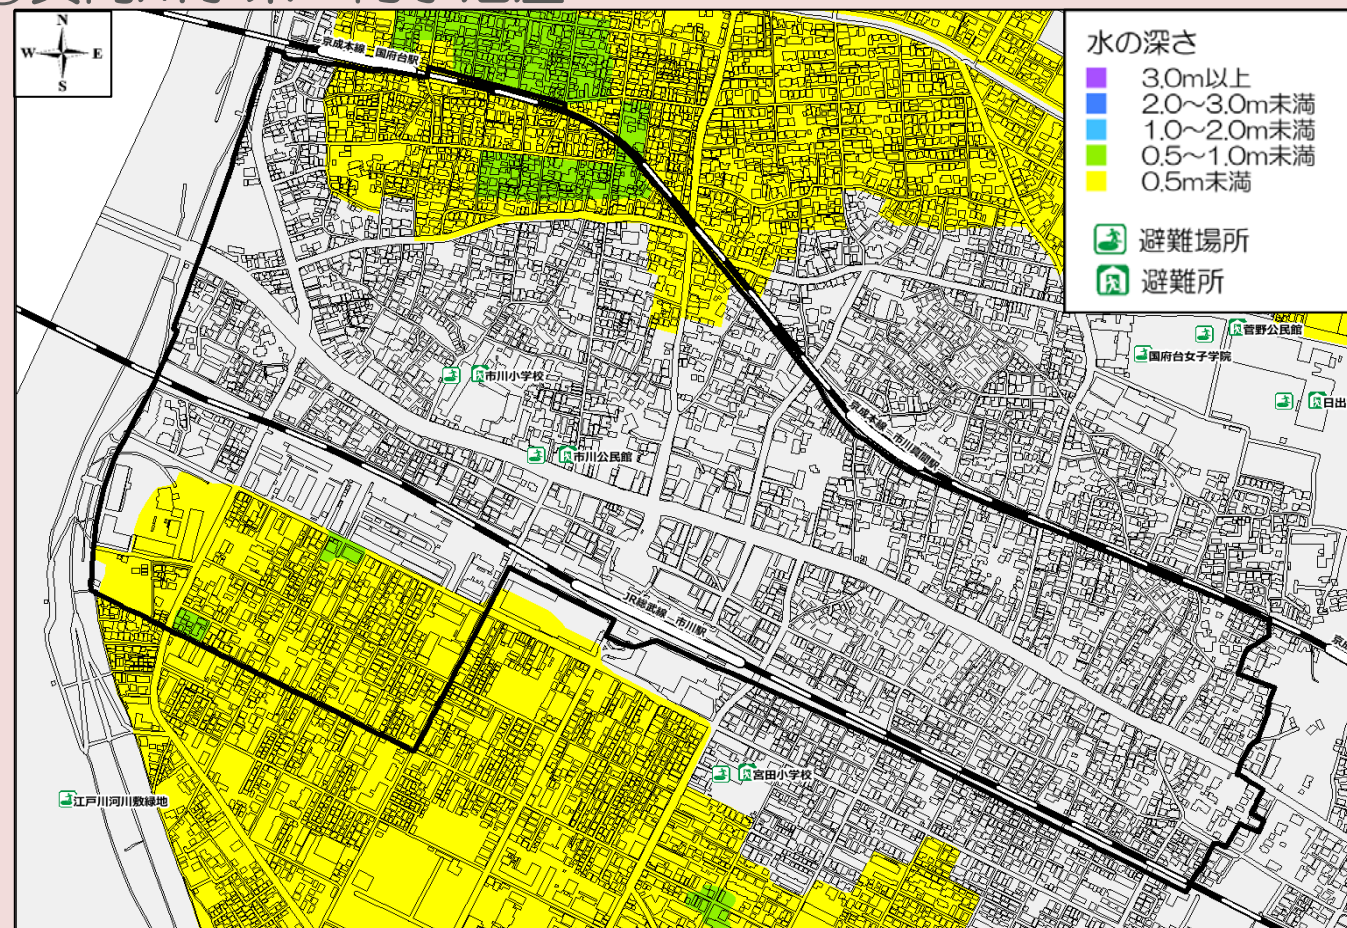 N
W E
S
京成本線 国府台駅
水の深さ
3.0m以上
2.0～3.0m未満
1.0～2.0m未満
0.5～1.0m未満
0.5m未満
避難場所
避難所
菅野公民館
国府台女子学院
日出
市川小学校
京成本線 市川真間駅
市川公民館
JR総武線 市川駅
宮田小学校
江戸川河川敷緑地